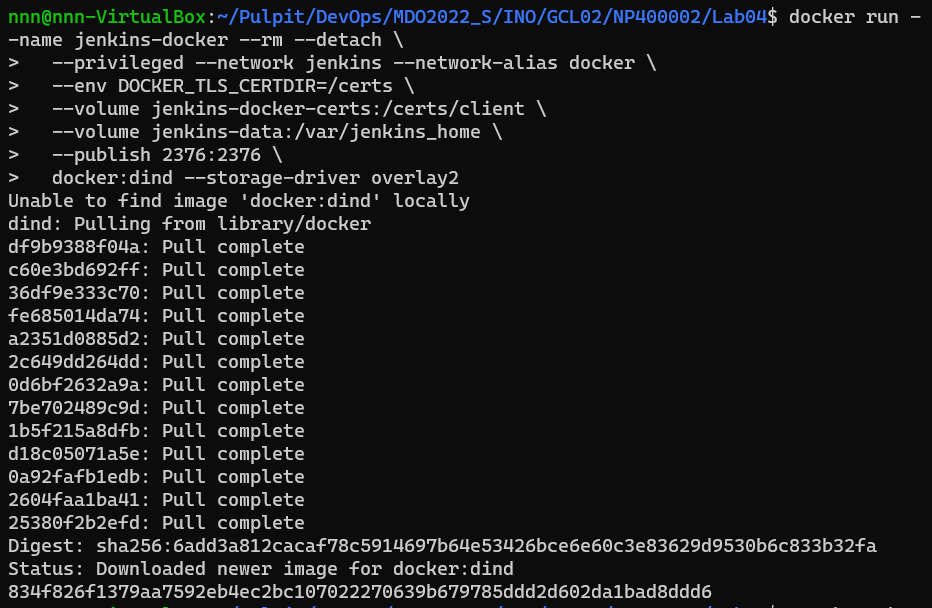 nnn@nnn-VirtualBox:~/Pulpit/DevOps/MDO2022_S/INO/GCL02/NP400002/Lab04$ docker run -
-name jenkins-docker --rm --detach \
>   --privileged --network jenkins --network-alias docker \
>   --env DOCKER_TLS_CERTDIR=/certs \
>   --volume jenkins-docker-certs:/certs/client \
>   --volume jenkins-data:/var/jenkins_home \
>   --publish 2376:2376 \
>   docker:dind --storage-driver overlay2
Unable to find image 'docker:dind' locally
dind: Pulling from library/docker
df9b9388f04a: Pull complete
c60e3bd692ff: Pull complete
36df9e333c70: Pull complete
fe685014da74: Pull complete
a2351d0885d2: Pull complete
2c649dd264dd: Pull complete
0d6bf2632a9a: Pull complete
7be702489c9d: Pull complete
1b5f215a8dfb: Pull complete
d18c05071a5e: Pull complete
0a92fafb1edb: Pull complete
2604faa1ba41: Pull complete
25380f2b2efd: Pull complete
Digest: sha256:6add3a812cacaf78c5914697b64e53426bce6e60c3e83629d9530b6c833b32fa
Status: Downloaded newer image for docker:dind
834f826f1379aa7592eb4ec2bc107022270639b679785ddd2d602da1bad8ddd6